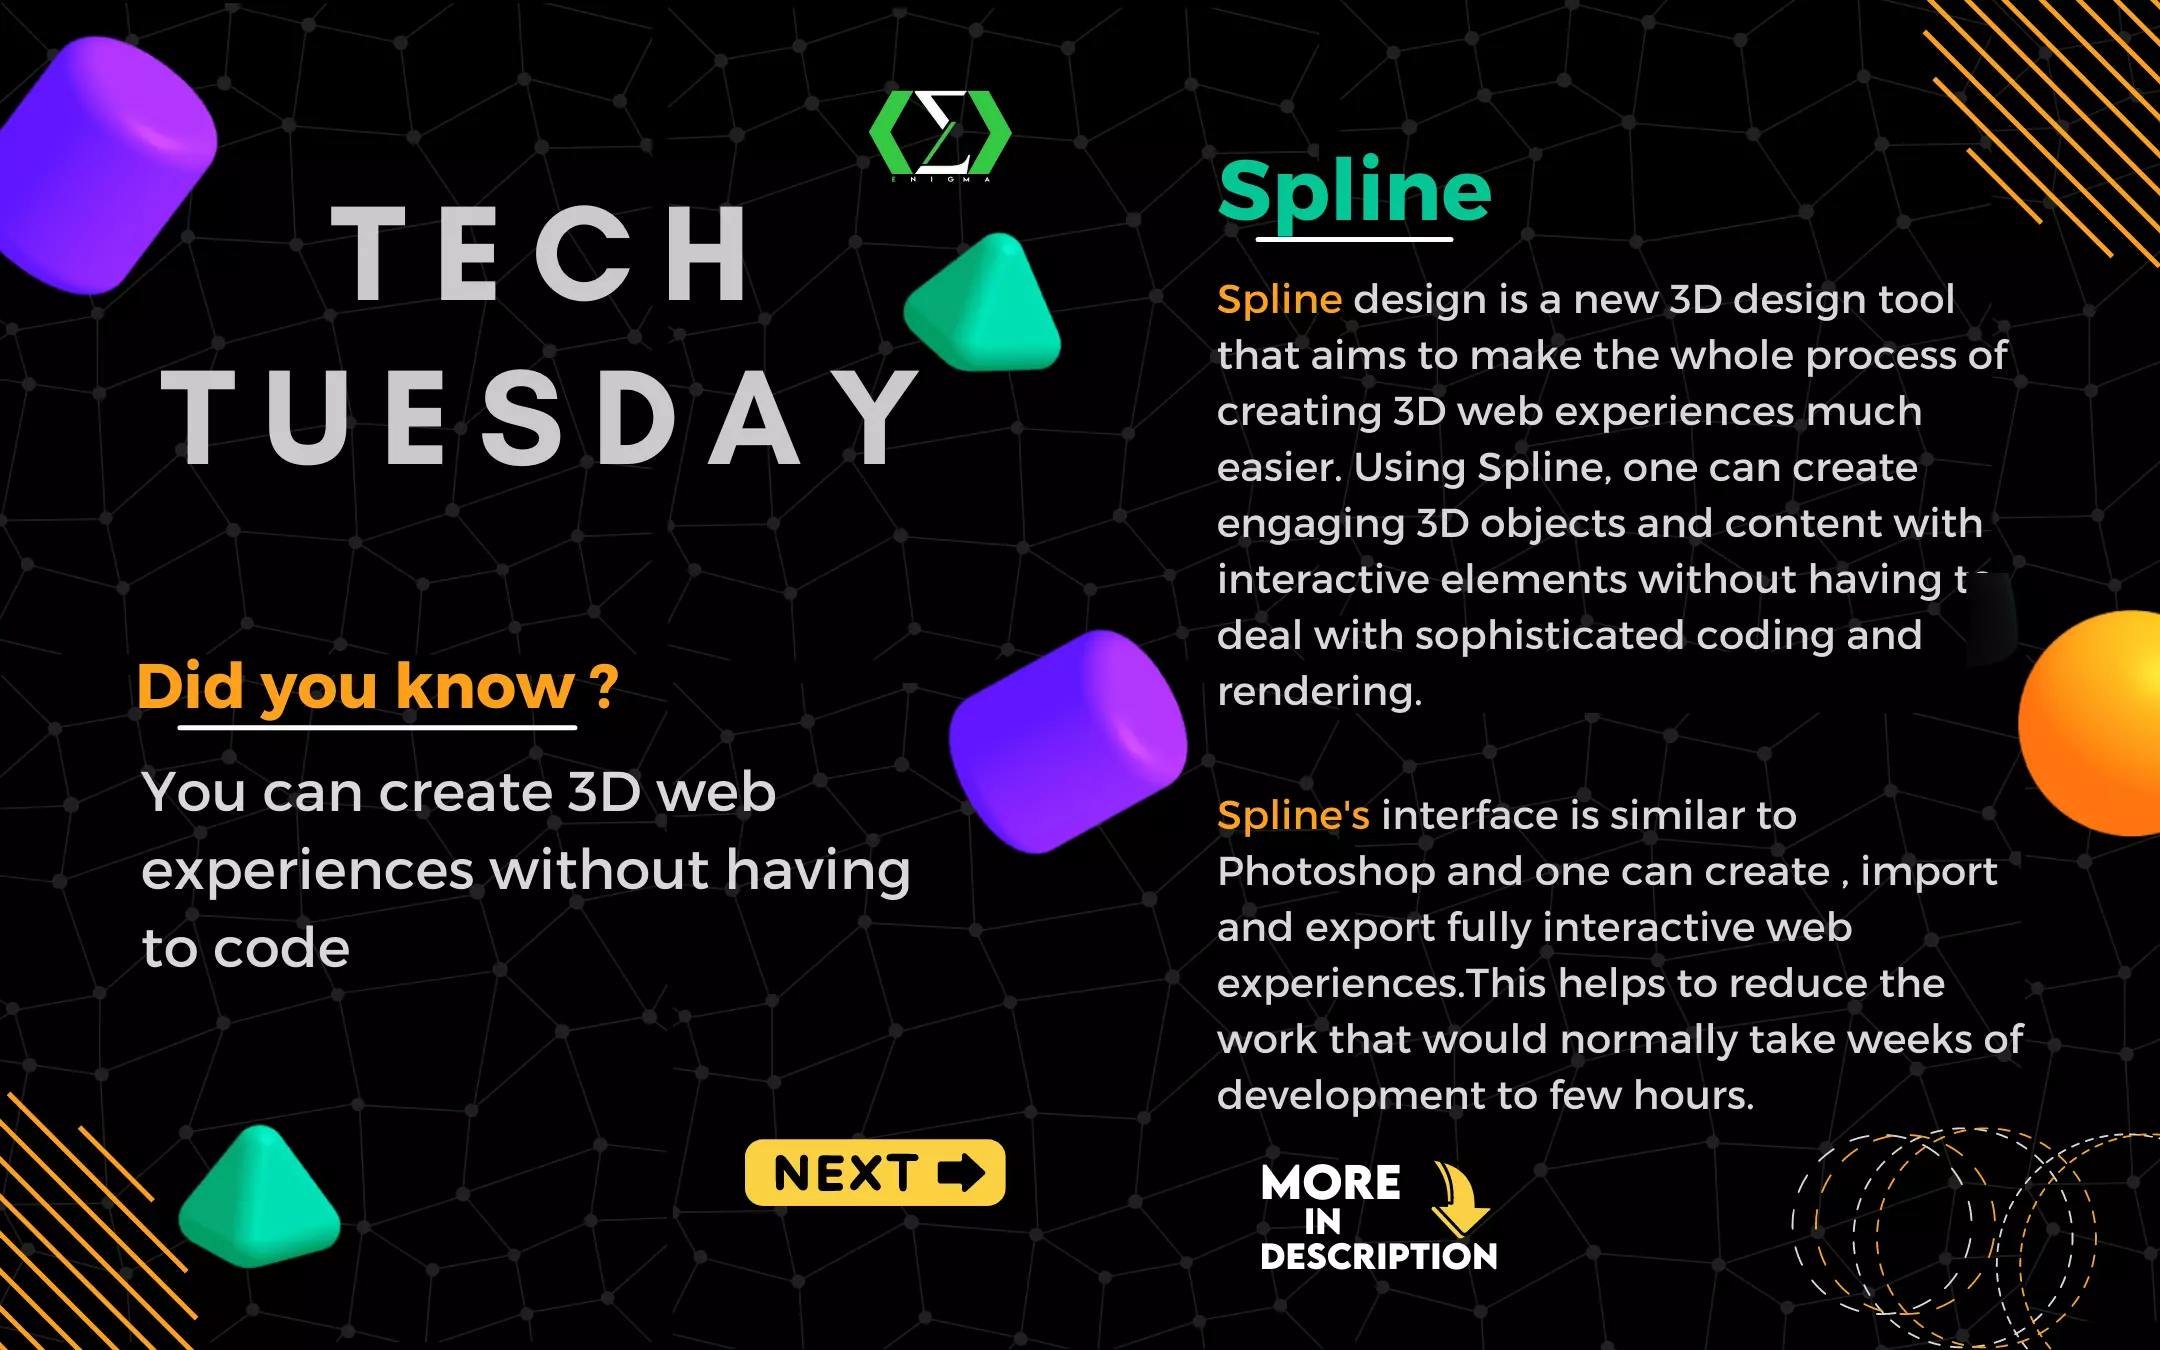 ENIGMA
TECH
TUESDAY
Did you know ?
You can create 3D web
experiences without having
to code
NEXT
Spline
Spline design is a new 3D design tool
that aims to make the whole process of
creating 3D web experiences much
easier. Using Spline, one can create
engaging 3D objects and content with
interactive elements without having to
deal with sophisticated coding and
rendering.
Spline's interface is similar to
Photoshop and one can create , import
and export fully interactive web
experiences.This helps to reduce the
work that would normally take weeks of
development to few hours.
MORE
IN
DESCRIPTION